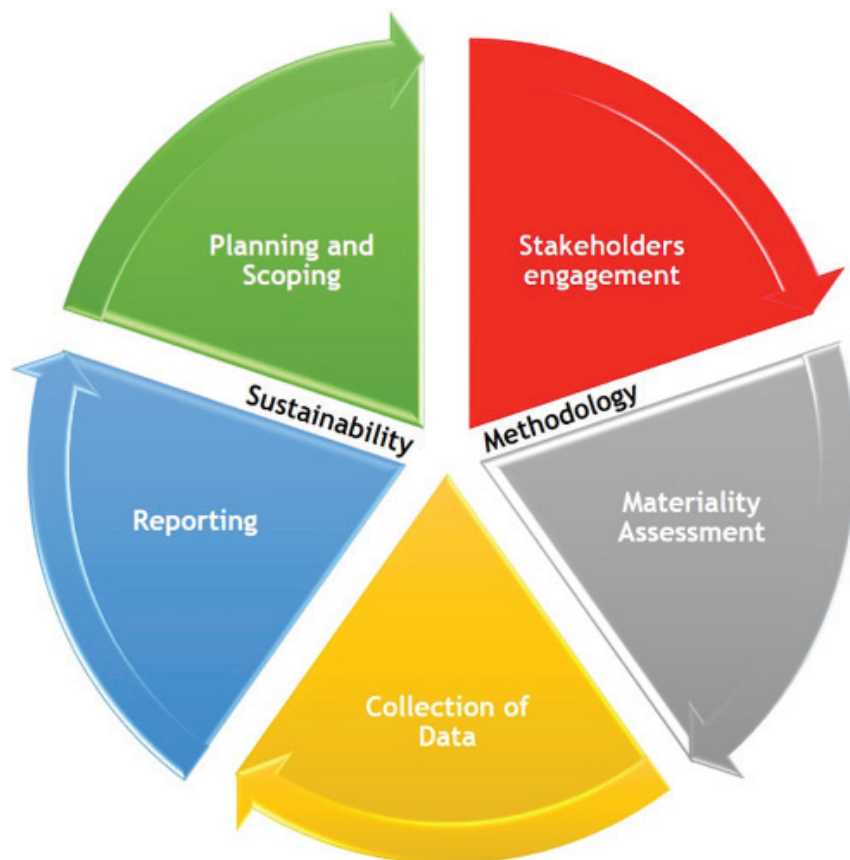 Planning and
Scoping
Stakeholders
engagement
Sustainability
Methodology
Materiality
Assessment
Reporting
Collection of
Data